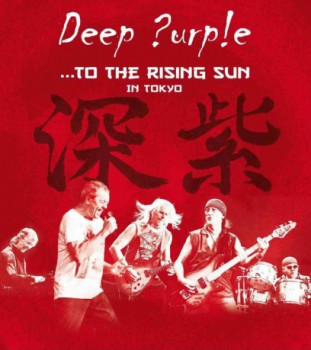 Deep ?urp!e
...TO THE RISING SUN
IN TOKYO
深紫